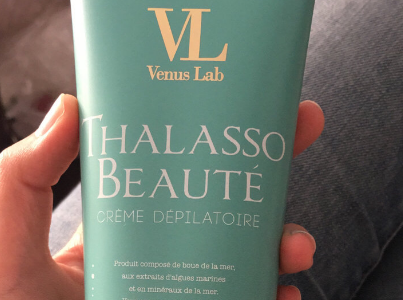 VL
Venus Lab
THALASSO
BEAUTÉ
CRÈME DÉPILATOIRE
Produit composé de boue de la mer,
aux extraits d'algues marines
et en minéraux de la mer.